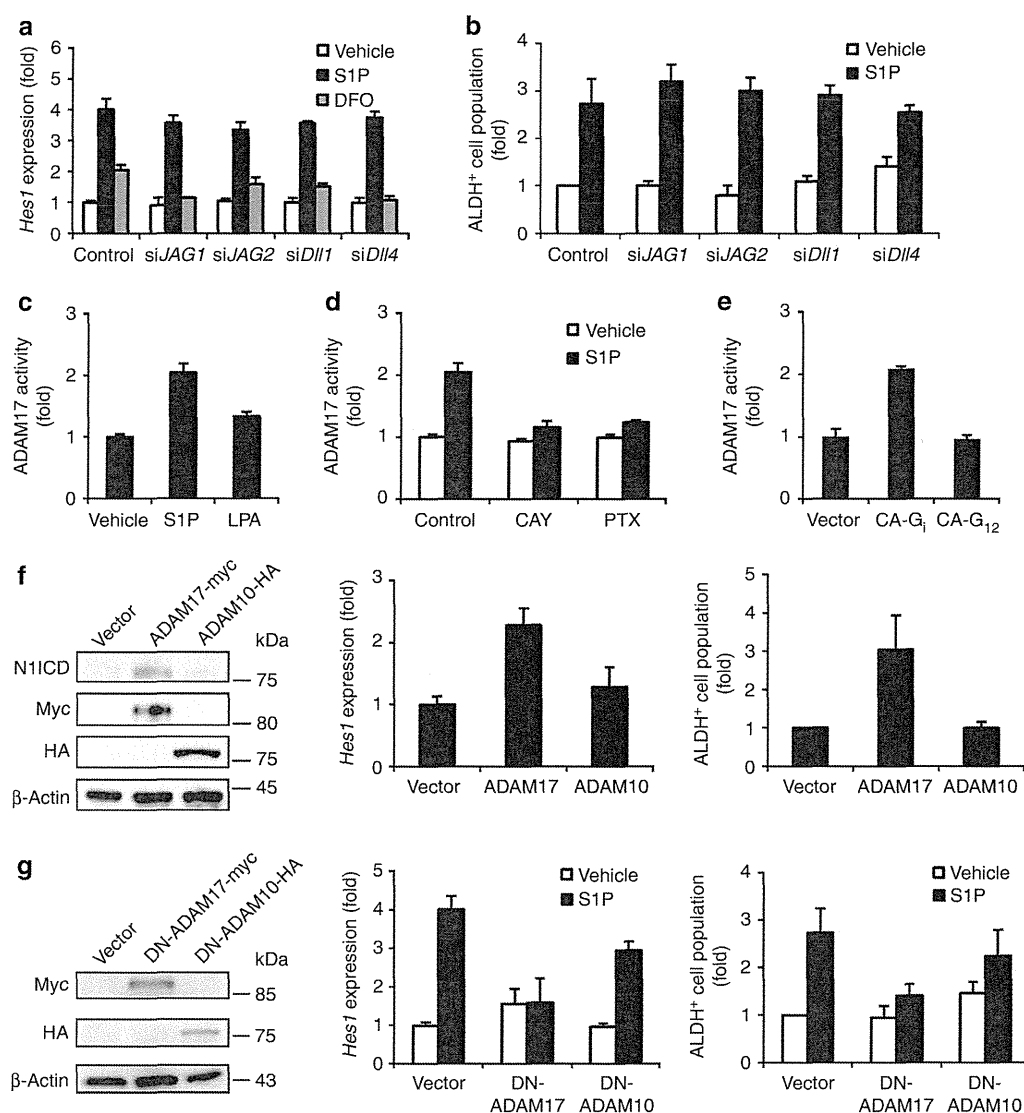 a
Hes1 expression (fold)
6
5
4
3
2
1
0
Vehicle
S1P
DFO
Control siJAG1 siJAG2 siDll1 siDll4
b
ALDH⁺ cell population
(fold)
4
3
2
1
0
Vehicle
S1P
Control siJAG1 siJAG2 siDll1 siDll4
c
ADAM17 activity
(fold)
3
2
1
0
Vehicle S1P LPA
d
ADAM17 activity
(fold)
3
2
1
0
Vehicle
S1P
Control CAY PTX
e
ADAM17 activity
(fold)
3
2
1
0
Vector CA-Gi CA-G12
f
Vector
ADAM17-myc
ADAM10-HA
kDa
N1ICD
75
Myc
80
HA
75
β-Actin
45
Hes1 expression (fold)
3
2
1
0
Vector ADAM17 ADAM10
ALDH⁺ cell population
(fold)
5
4
3
2
1
0
Vector ADAM17 ADAM10
g
Vector
DN-ADAM17-myc
DN-ADAM10-HA
kDa
Myc
85
HA
75
β-Actin
43
Hes1 expression (fold)
5
4
3
2
1
0
Vehicle
S1P
Vector DN- DN-
ADAM17 ADAM10
ALDH⁺ cell population
(fold)
4
3
2
1
0
Vehicle
S1P
Vector DN- DN-
ADAM17 ADAM10